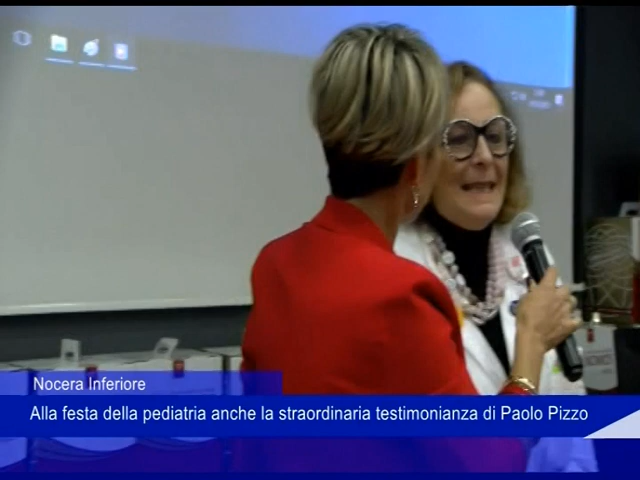 Nocera Inferiore
Alla festa della pediatria anche la straordinaria testimonianza di Paolo Pizzo